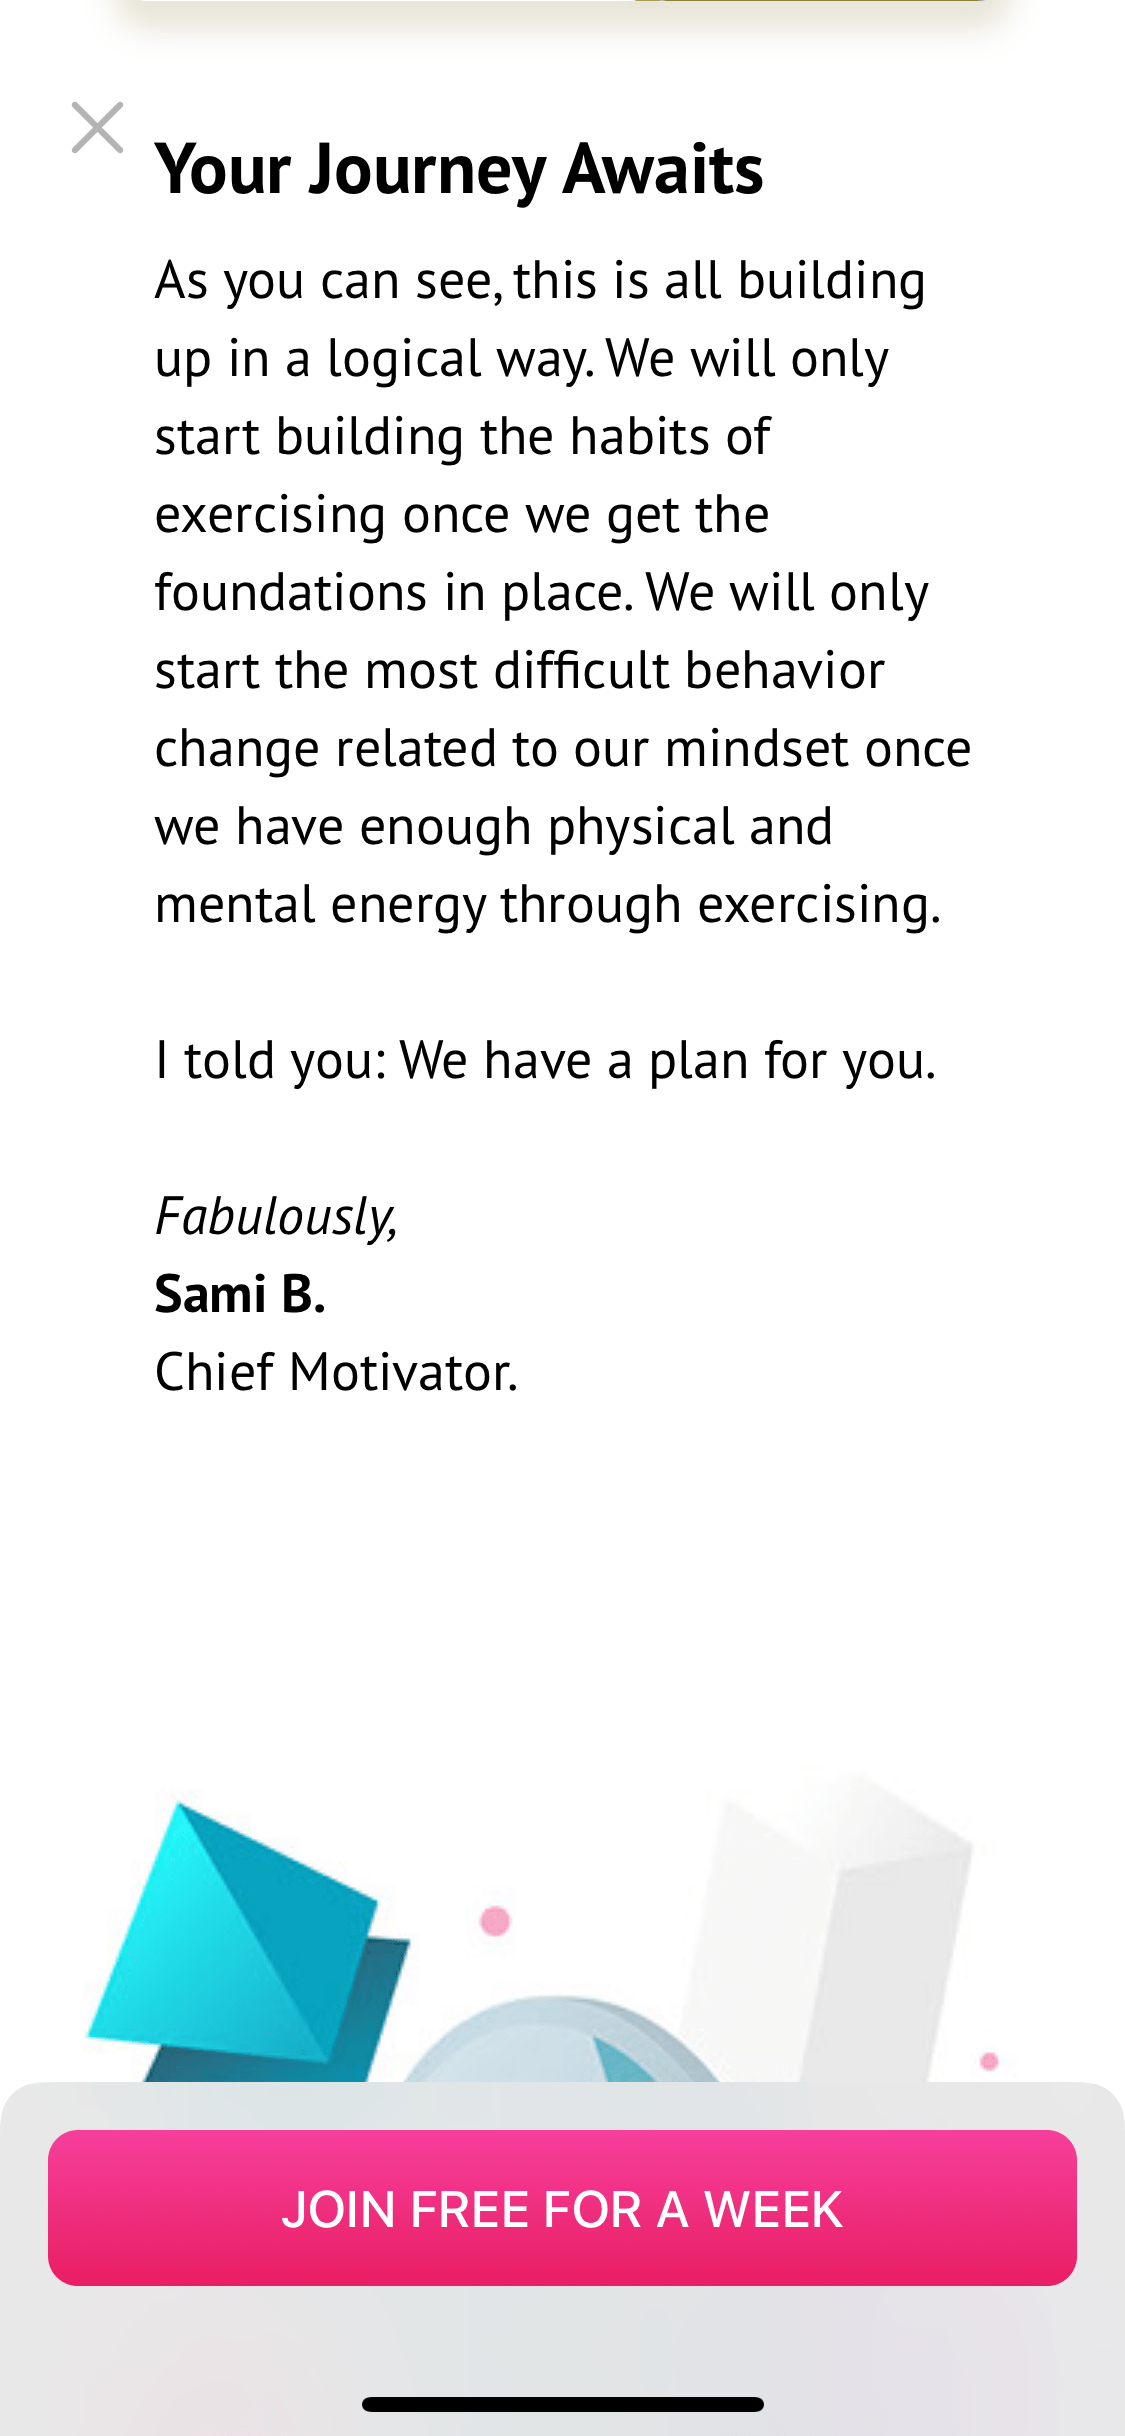 Your Journey Awaits
As you can see, this is all building
up in a logical way. We will only
start building the habits of
exercising once we get the
foundations in place. We will only
start the most difficult behavior
change related to our mindset once
we have enough physical and
mental energy through exercising.
I told you: We have a plan for you.
Fabulously,
Sami B.
Chief Motivator.
JOIN FREE FOR A WEEK